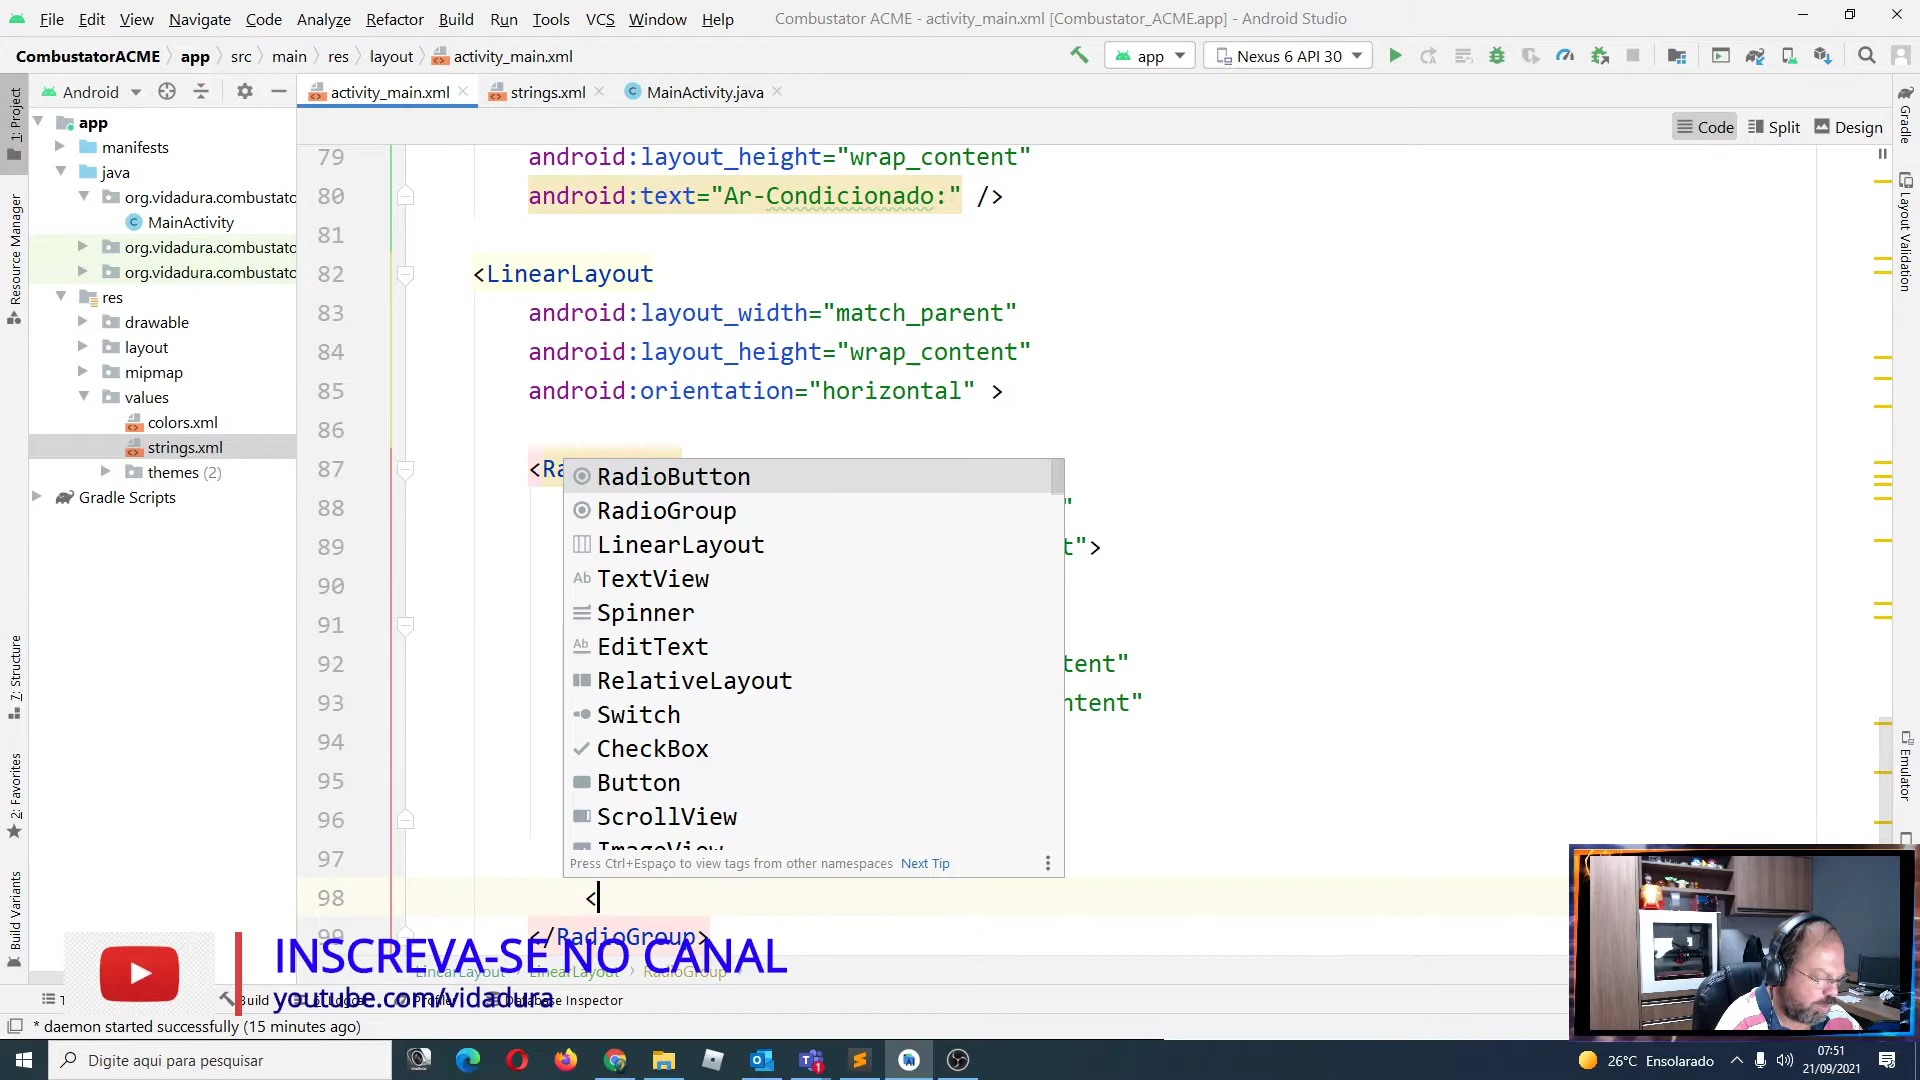 File Edit View Navigate Code Analyze Refactor Build Run Tools VCS Window Help Combustator ACME - activity_main.xml [Combustator_ACME.app] - Android Studio
CombustatorACME app src main res layout activity_main.xml app Nexus 6 API 30
Android activity_main.xml strings.xml MainActivity.java
Code Split Design
1: Project
Resource Manager
7: Structure
2: Favorites
Build Variants
Gradle
Layout Validation
Emulator
app
manifests
java
org.vidadura.combustato
MainActivity
org.vidadura.combustato
org.vidadura.combustato
res
drawable
layout
mipmap
values
colors.xml
strings.xml
themes (2)
Gradle Scripts
79 android:layout_height="wrap_content"
80 android:text="Ar-Condicionado:" />
81
82 <LinearLayout
83 android:layout_width="match_parent"
84 android:layout_height="wrap_content"
85 android:orientation="horizontal" >
86
87 <Ra
88 "
89 t">
90
91
92 tent"
93 ntent"
94
95
96
97
98 <
99 </RadioGroup>
RadioButton
RadioGroup
LinearLayout
TextView
Spinner
EditText
RelativeLayout
Switch
CheckBox
Button
ScrollView
ImageView
Press Ctrl+Espaço to view tags from other namespaces Next Tip
LinearLayout LinearLayout RadioGroup
INSCREVA-SE NO CANAL
youtube.com/vidadura
Build Profiler Database Inspector
* daemon started successfully (15 minutes ago)
Digite aqui para pesquisar
26°C Ensolarado
07:51
21/09/2021